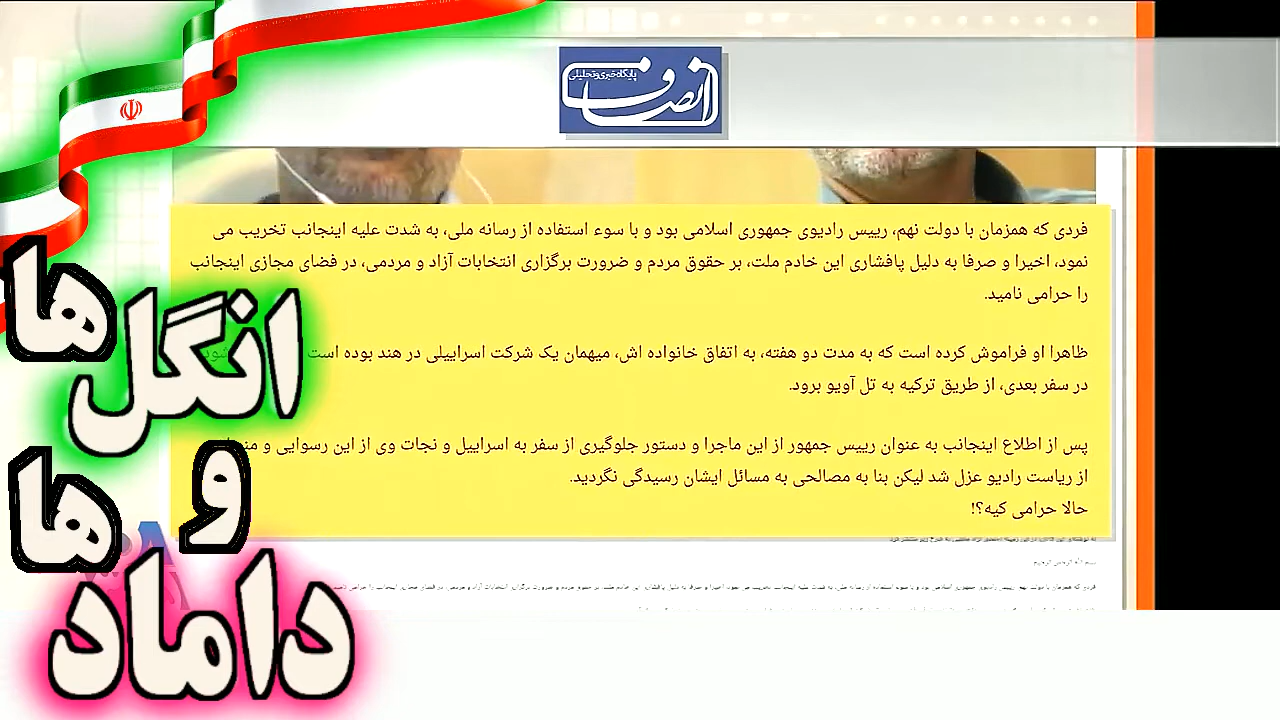 انصاف
پایگاه خبری و تحلیلی
فردی که همزمان با دولت نهم، رییس رادیوی جمهوری اسلامی بود و با سوء استفاده از رسانه ملی، به شدت علیه اینجانب تخریب می
نمود، اخیرا و صرفا به دلیل پافشاری این خادم ملت، بر حقوق مردم و ضرورت برگزاری انتخابات آزاد و مردمی، در فضای مجازی اینجانب
را حرامی نامید.
ظاهرا او فراموش کرده است که به مدت دو هفته، به اتفاق خانواده اش، میهمان یک شرکت اسراییلی در هند بوده است
در سفر بعدی، از طریق ترکیه به تل آویو برود.
پس از اطلاع اینجانب به عنوان رییس جمهور از این ماجرا و دستور جلوگیری از سفر به اسراییل و نجات وی از این رسوایی و
از ریاست رادیو عزل شد لیکن بنا به مصالحی به مسائل ایشان رسیدگی نگردید.
حالا حرامی کیه؟!
بسم الله الرحمن الرحیم
انگل ها
و
داماد ها